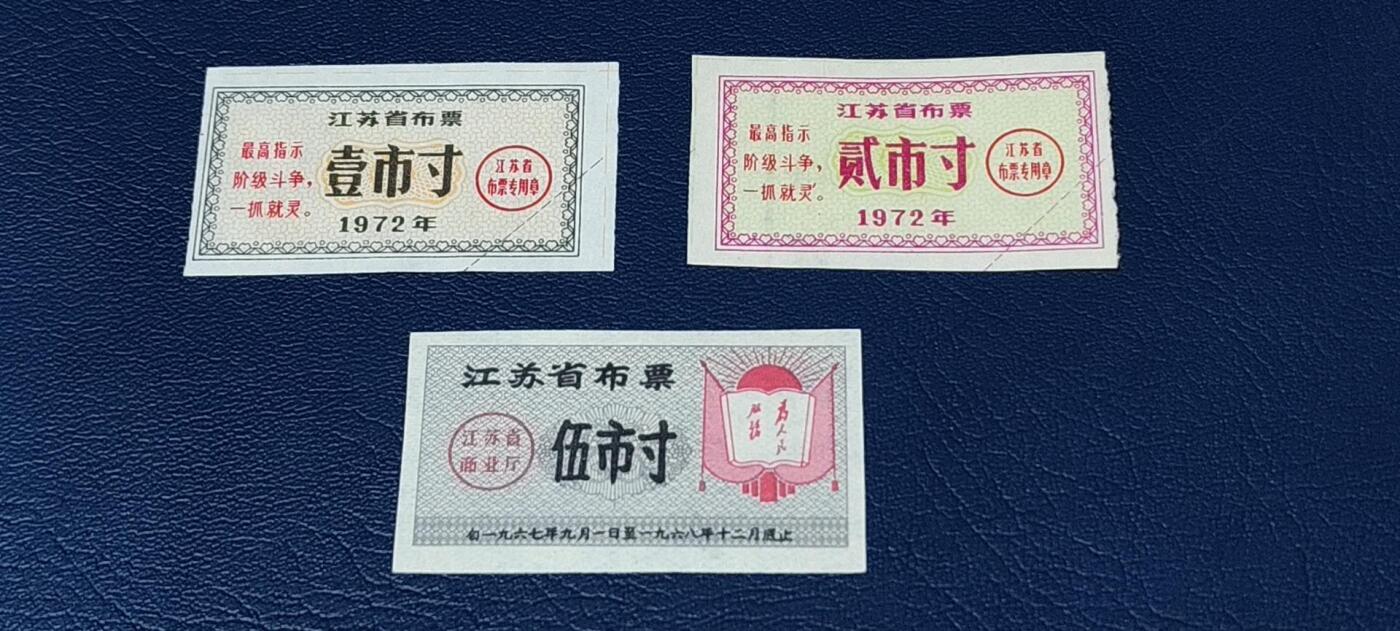 江苏省布票
最高指示
阶级斗争，
一抓就灵。
壹市寸
江苏省
布票专用章
1972年
江苏省布票
最高指示
阶级斗争，
一抓就灵。
贰市寸
江苏省
布票专用章
1972年
江苏省布票
江苏省
商业厅
伍市寸
为人民
服务
自一九六七年九月一日至一九六八年十二月底止